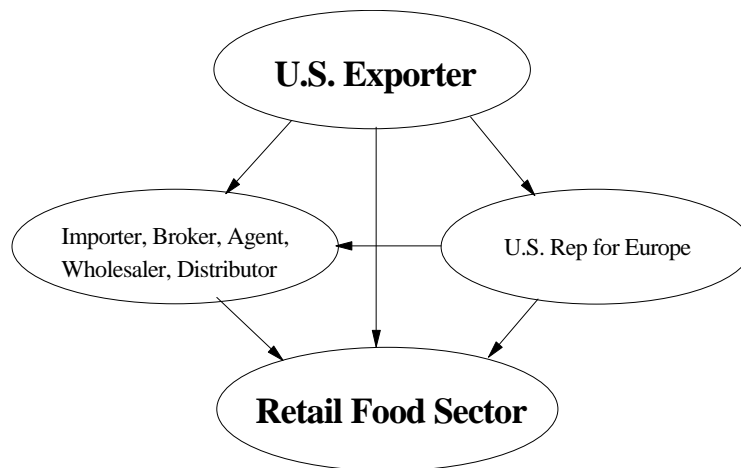 U.S. Exporter
Importer, Broker, Agent,
Wholesaler, Distributor
U.S. Rep for Europe
Retail Food Sector